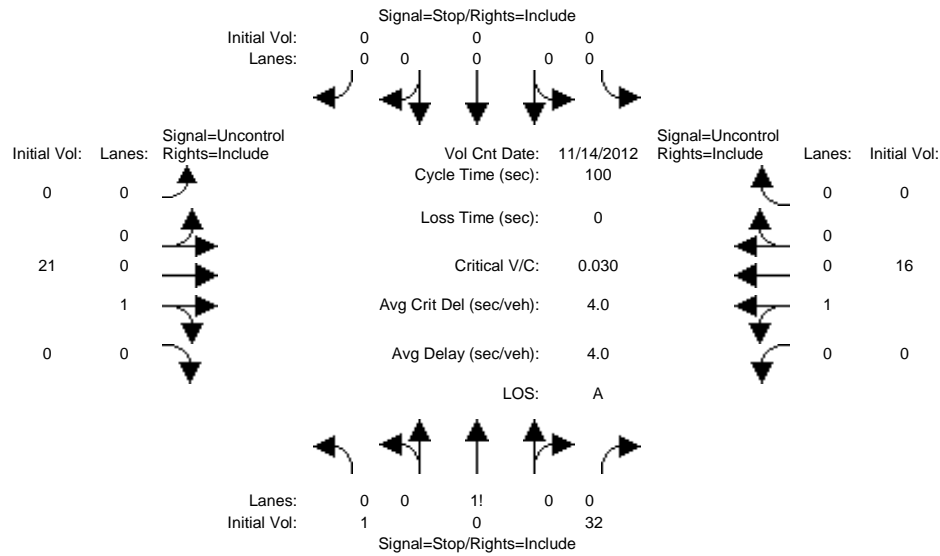 Signal=Stop/Rights=Include
Initial Vol: 0 0 0
Lanes: 0 0 0 0 0
Signal=Uncontrol Signal=Uncontrol
Initial Vol: Lanes: Rights=Include Vol Cnt Date: 11/14/2012 Rights=Include Lanes: Initial Vol:
Cycle Time (sec): 100
0 0 0 0
Loss Time (sec): 0
0 0
21 0 Critical V/C: 0.030 0 16
1 Avg Crit Del (sec/veh): 4.0 1
0 0 Avg Delay (sec/veh): 4.0 0 0
LOS: A
Lanes: 0 0 1! 0 0
Initial Vol: 1 0 32
Signal=Stop/Rights=Include